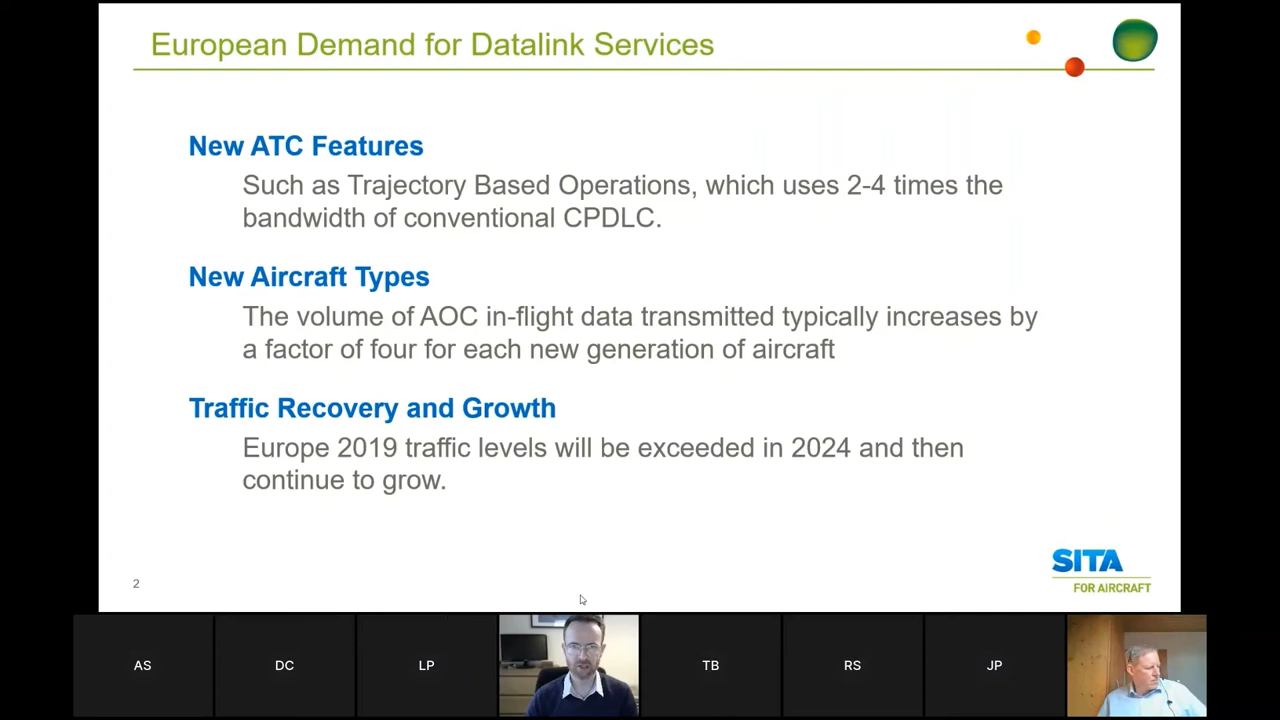 European Demand for Datalink Services
New ATC Features
Such as Trajectory Based Operations, which uses 2-4 times the
bandwidth of conventional CPDLC.
New Aircraft Types
The volume of AOC in-flight data transmitted typically increases by
a factor of four for each new generation of aircraft
Traffic Recovery and Growth
Europe 2019 traffic levels will be exceeded in 2024 and then
continue to grow.
SITA
FOR AIRCRAFT
2
AS
DC
LP
TB
RS
JP